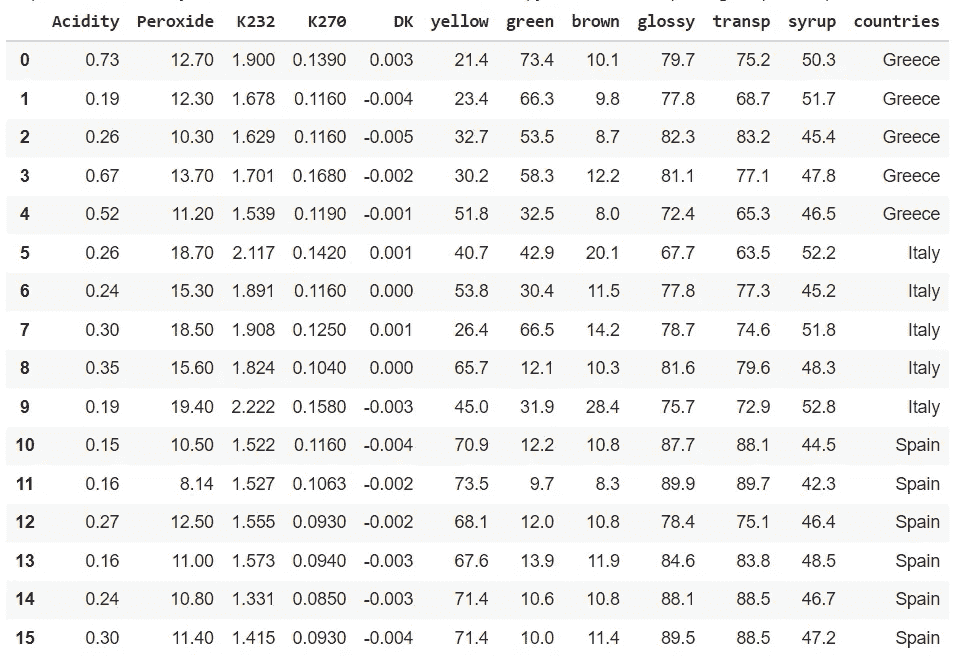 Acidity Peroxide K232 K270 DK yellow green brown glossy transp syrup countries
0 0.73 12.70 1.900 0.1390 0.003 21.4 73.4 10.1 79.7 75.2 50.3 Greece
1 0.19 12.30 1.678 0.1160 -0.004 23.4 66.3 9.8 77.8 68.7 51.7 Greece
2 0.26 10.30 1.629 0.1160 -0.005 32.7 53.5 8.7 82.3 83.2 45.4 Greece
3 0.67 13.70 1.701 0.1680 -0.002 30.2 58.3 12.2 81.1 77.1 47.8 Greece
4 0.52 11.20 1.539 0.1190 -0.001 51.8 32.5 8.0 72.4 65.3 46.5 Greece
5 0.26 18.70 2.117 0.1420 0.001 40.7 42.9 20.1 67.7 63.5 52.2 Italy
6 0.24 15.30 1.891 0.1160 0.000 53.8 30.4 11.5 77.8 77.3 45.2 Italy
7 0.30 18.50 1.908 0.1250 0.001 26.4 66.5 14.2 78.7 74.6 51.8 Italy
8 0.35 15.60 1.824 0.1040 0.000 65.7 12.1 10.3 81.6 79.6 48.3 Italy
9 0.19 19.40 2.222 0.1580 -0.003 45.0 31.9 28.4 75.7 72.9 52.8 Italy
10 0.15 10.50 1.522 0.1160 -0.004 70.9 12.2 10.8 87.7 88.1 44.5 Spain
11 0.16 8.14 1.527 0.1063 -0.002 73.5 9.7 8.3 89.9 89.7 42.3 Spain
12 0.27 12.50 1.555 0.0930 -0.002 68.1 12.0 10.8 78.4 75.1 46.4 Spain
13 0.16 11.00 1.573 0.0940 -0.003 67.6 13.9 11.9 84.6 83.8 48.5 Spain
14 0.24 10.80 1.331 0.0850 -0.003 71.4 10.6 10.8 88.1 88.5 46.7 Spain
15 0.30 11.40 1.415 0.0930 -0.004 71.4 10.0 11.4 89.5 88.5 47.2 Spain